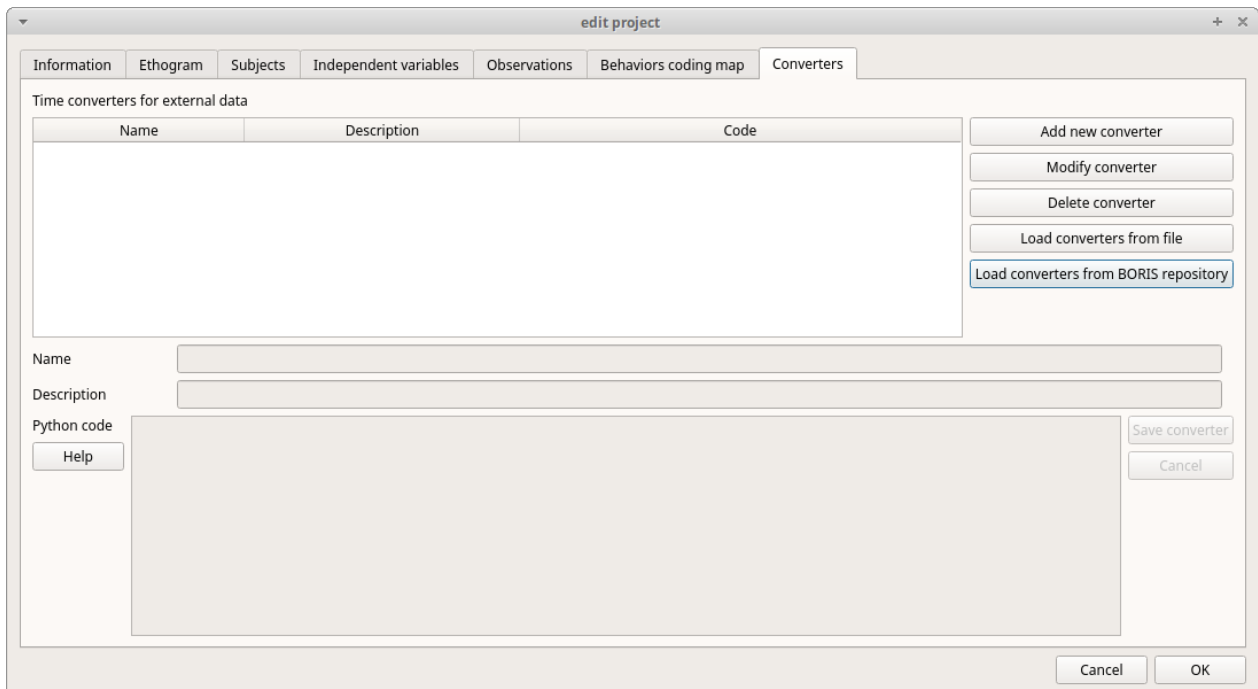 edit project
Information Ethogram Subjects Independent variables Observations Behaviors coding map Converters
Time converters for external data
Name Description Code
Add new converter
Modify converter
Delete converter
Load converters from file
Load converters from BORIS repository
Name
Description
Python code
Help
Save converter
Cancel
Cancel OK